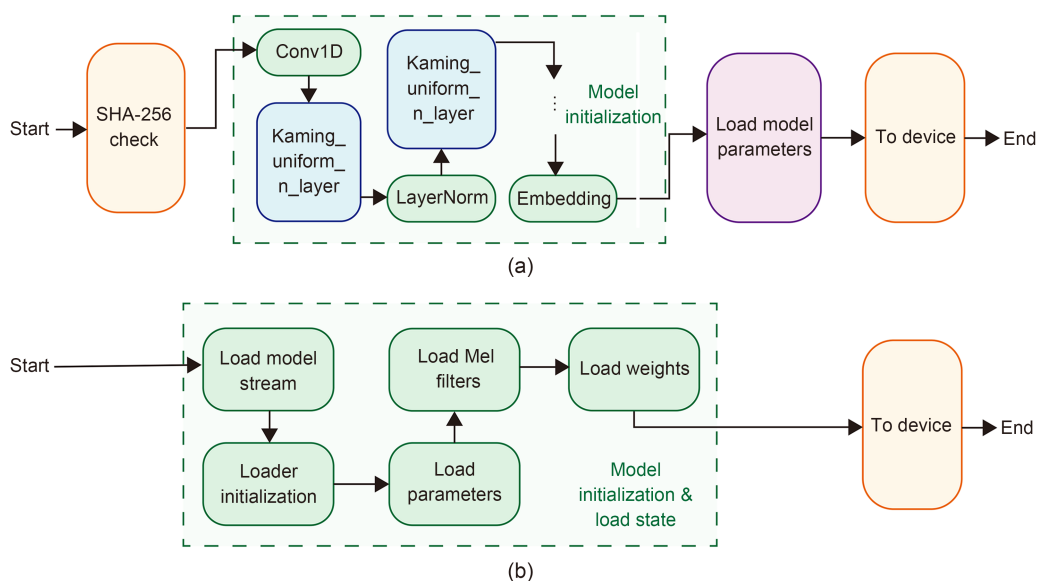 Start
SHA-256
check
Conv1D
Kaming_
uniform_
n_layer
LayerNorm
Kaming_
uniform_
n_layer
⋮
Embedding
Model
initialization
Load model
parameters
To device
End
(a)
Start
Load model
stream
Loader
initialization
Load
parameters
Load Mel
filters
Load weights
Model
initialization &
load state
To device
End
(b)